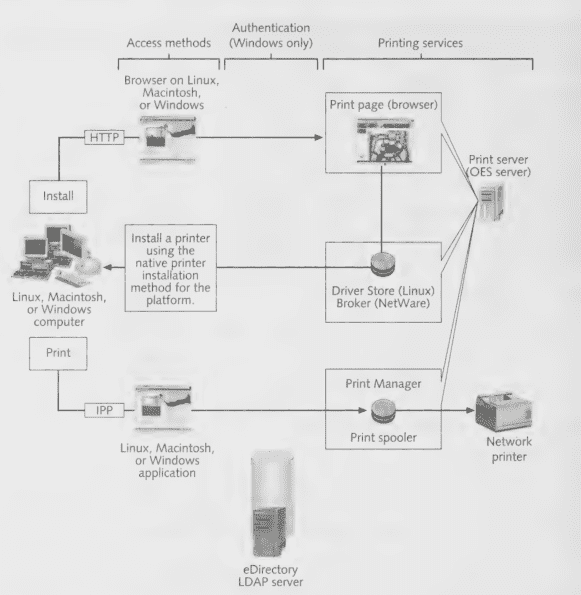 Access methods
Authentication
(Windows only)
Printing services
Browser on Linux,
Macintosh,
or Windows
HTTP
Print page (browser)
Print server
(OES server)
Install
Install a printer
using the
native printer
installation
method for the
platform.
Driver Store (Linux)
Broker (NetWare)
Linux, Macintosh,
or Windows
computer
Print
IPP
Print Manager
Print spooler
Linux, Macintosh,
or Windows
application
Network
printer
eDirectory
LDAP server